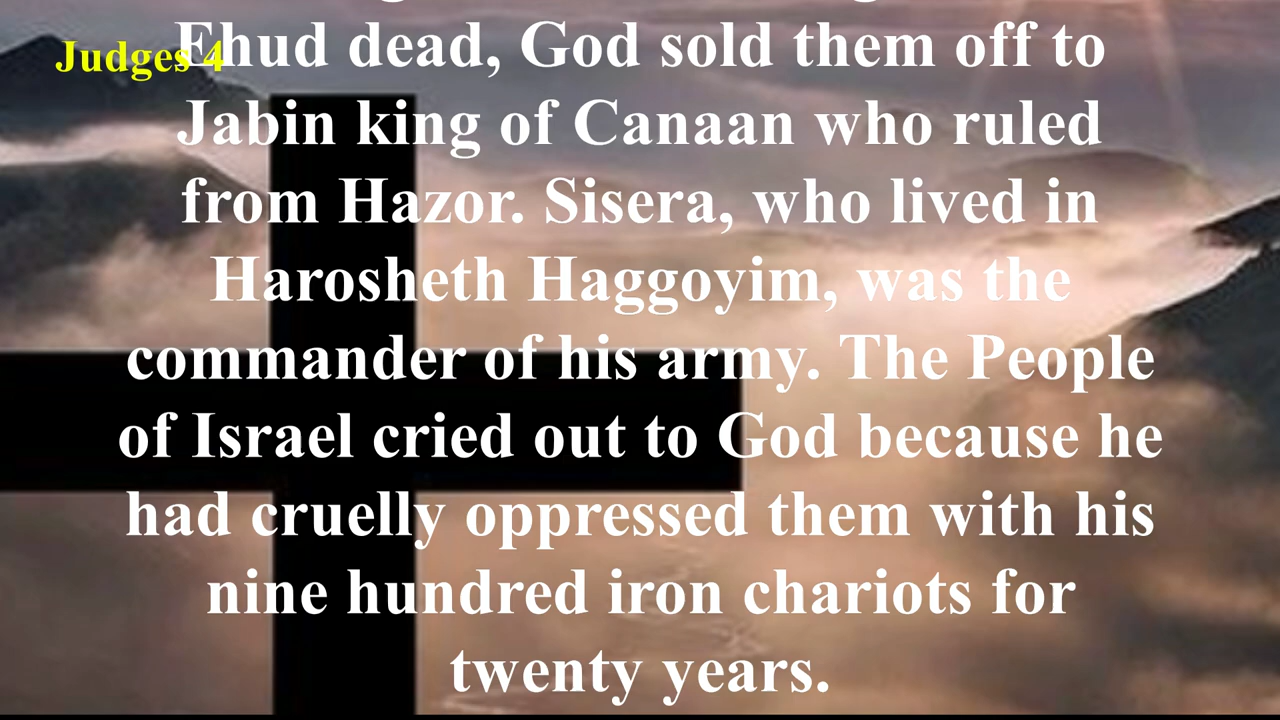 Judges 4
Ehud dead, God sold them off to
Jabin king of Canaan who ruled
from Hazor. Sisera, who lived in
Harosheth Haggoyim, was the
commander of his army. The People
of Israel cried out to God because he
had cruelly oppressed them with his
nine hundred iron chariots for
twenty years.